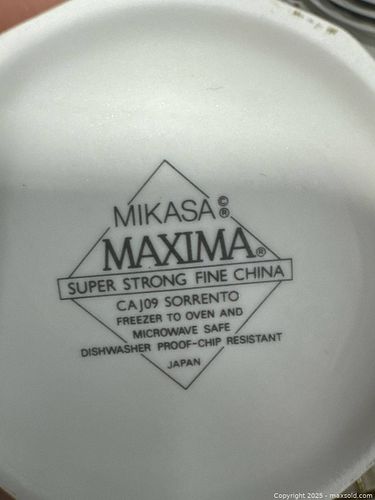 MIKASA©®
MAXIMA®
SUPER STRONG FINE CHINA
CAJ09 SORRENTO
FREEZER TO OVEN AND
MICROWAVE SAFE
DISHWASHER PROOF-CHIP RESISTANT
JAPAN
Copyright © 2025 - maxsold.com